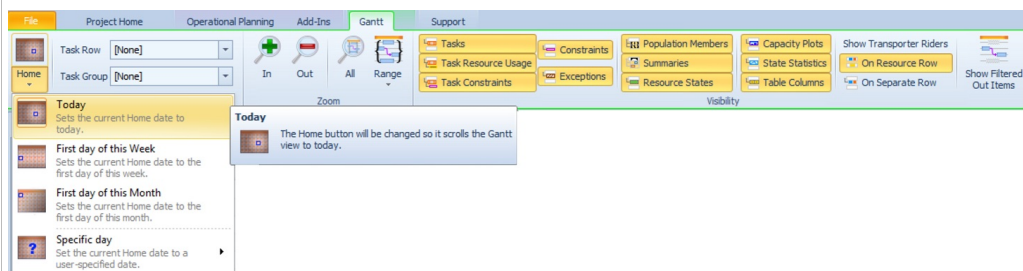 File Project Home Operational Planning Add-Ins Gantt Support
Home
Task Row [None]
Task Group [None]
In Out All Range
Zoom
Tasks
Task Resource Usage
Task Constraints
Constraints
Exceptions
Population Members
Summaries
Resource States
Capacity Plots
State Statistics
Table Columns
Show Transporter Riders
On Resource Row
On Separate Row
Visibility
Show Filtered
Out Items
Today
Sets the current Home date to
today.
First day of this Week
Sets the current Home date to the
first day of this week.
First day of this Month
Sets the current Home date to the
first day of this month.
Specific day
Set the current Home date to a
user-specified date.
Today
The Home button will be changed so it scrolls the Gantt
view to today.